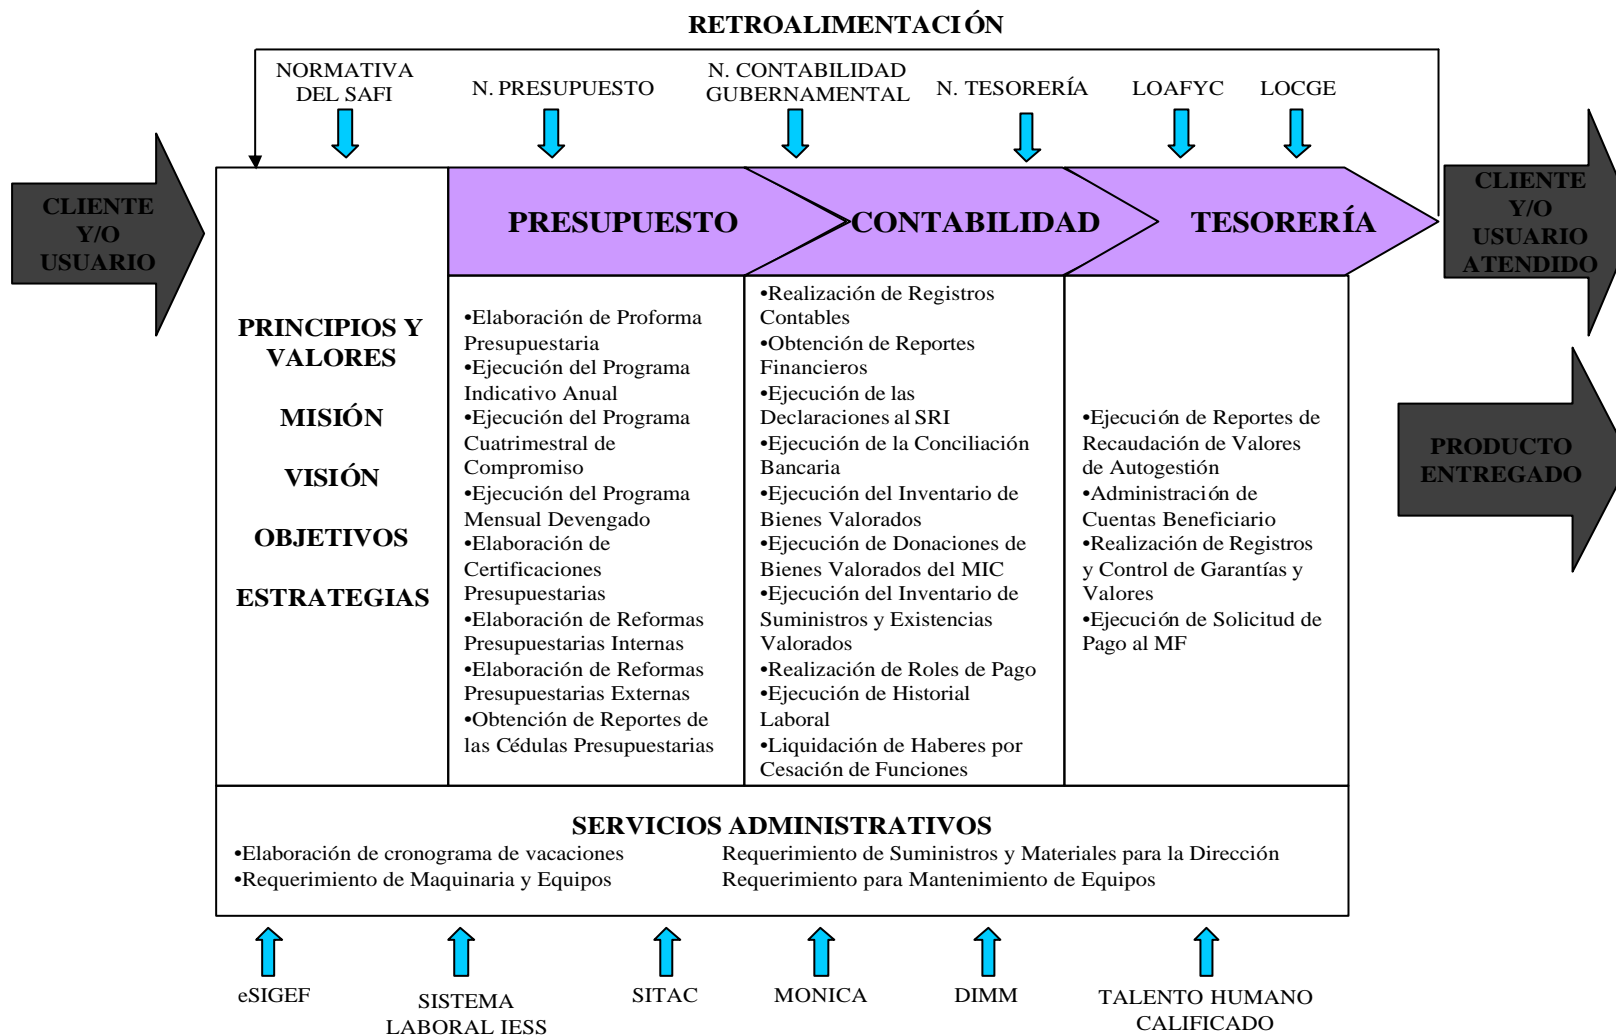 RETROALIMENTACIÓN
NORMATIVA
DEL SAFI
N. PRESUPUESTO
N. CONTABILIDAD
GUBERNAMENTAL
N. TESORERÍA
LOAFYC
LOCGE
CLIENTE
Y/O
USUARIO
PRESUPUESTO
CONTABILIDAD
TESORERÍA
CLIENTE
Y/O
USUARIO
ATENDIDO
PRINCIPIOS Y
VALORES
MISIÓN
VISIÓN
OBJETIVOS
ESTRATEGIAS
•Elaboración de Proforma
Presupuestaria
•Ejecución del Programa
Indicativo Anual
•Ejecución del Programa
Cuatrimestral de
Compromiso
•Ejecución del Programa
Mensual Devengado
•Elaboración de
Certificaciones
Presupuestarias
•Elaboración de Reformas
Presupuestarias Internas
•Elaboración de Reformas
Presupuestarias Externas
•Obtención de Reportes de
las Cédulas Presupuestarias
•Realización de Registros
Contables
•Obtención de Reportes
Financieros
•Ejecución de las
Declaraciones al SRI
•Ejecución de la Conciliación
Bancaria
•Ejecución del Inventario de
Bienes Valorados
•Ejecución de Donaciones de
Bienes Valorados del MIC
•Ejecución del Inventario de
Suministros y Existencias
Valorados
•Realización de Roles de Pago
•Ejecución de Historial
Laboral
•Liquidación de Haberes por
Cesación de Funciones
•Ejecución de Reportes de
Recaudación de Valores
de Autogestión
•Administración de
Cuentas Beneficiario
•Realización de Registros
y Control de Garantías y
Valores
•Ejecución de Solicitud de
Pago al MF
PRODUCTO
ENTREGADO
SERVICIOS ADMINISTRATIVOS
•Elaboración de cronograma de vacaciones
Requerimiento de Suministros y Materiales para la Dirección
•Requerimiento de Maquinaria y Equipos
Requerimiento para Mantenimiento de Equipos
eSIGEF
SISTEMA
LABORAL IESS
SITAC
MONICA
DIMM
TALENTO HUMANO
CALIFICADO